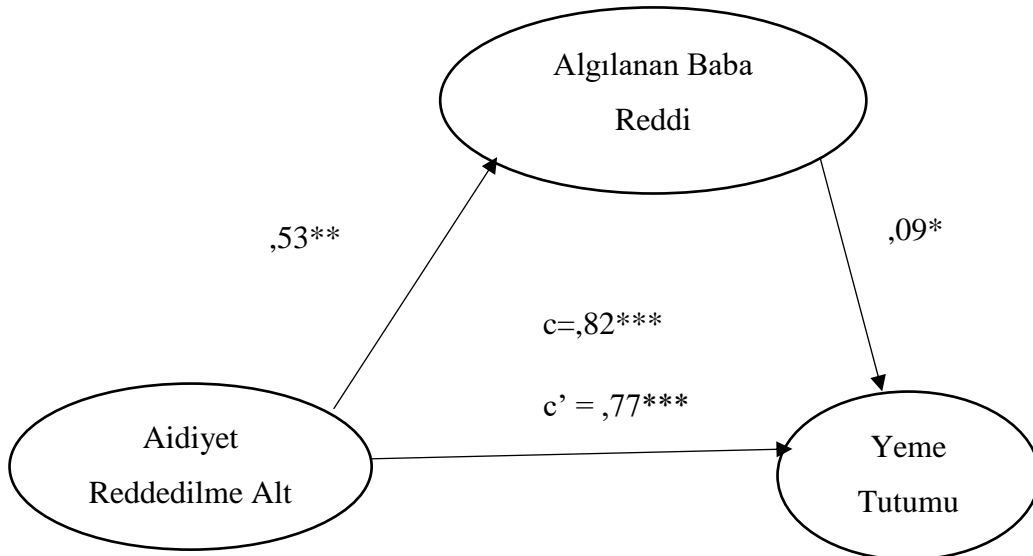 Algılanan Baba
Reddi
,53**
,09*
c=,82***
c’ = ,77***
Aidiyet
Reddedilme Alt
Yeme
Tutumu